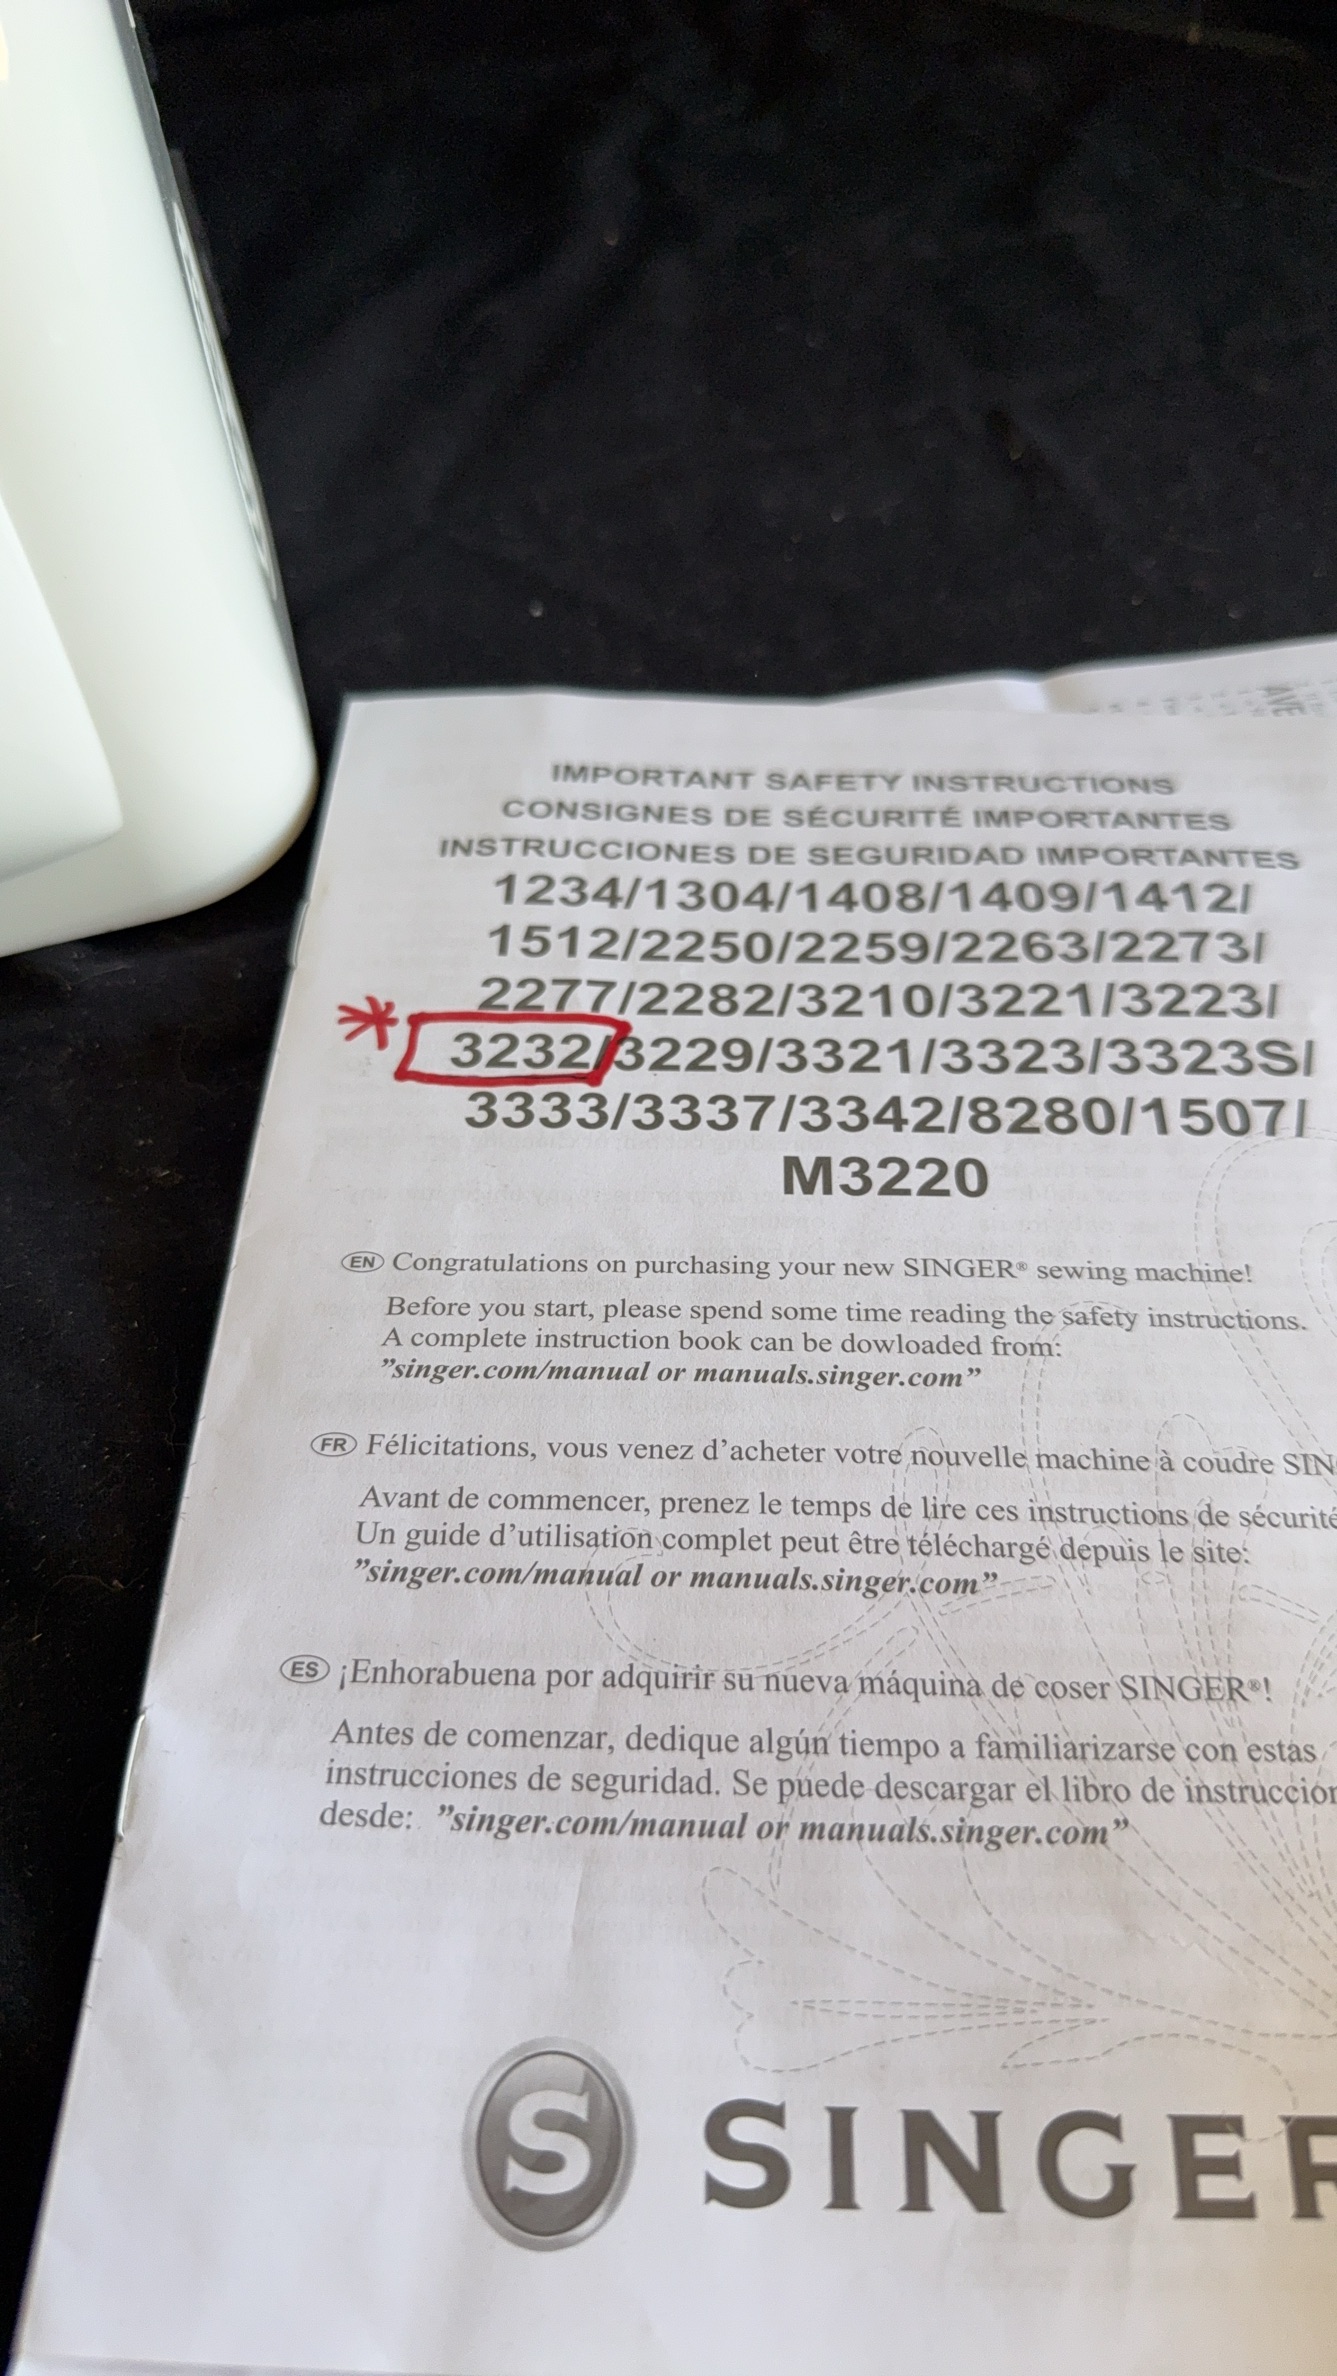 IMPORTANT SAFETY INSTRUCTIONS
CONSIGNES DE SÉCURITÉ IMPORTANTES
INSTRUCCIONES DE SEGURIDAD IMPORTANTES
1234/1304/1408/1409/1412/
1512/2250/2259/2263/2273/
2277/2282/3210/3221/3223/
* 3232/3229/3321/3323/3323S/
3333/3337/3342/8280/1507/
M3220
EN Congratulations on purchasing your new SINGER® sewing machine!
Before you start, please spend some time reading the safety instructions.
A complete instruction book can be dowloaded from:
”singer.com/manual or manuals.singer.com”
FR Félicitations, vous venez d’acheter votre nouvelle machine à coudre SIN
Avant de commencer, prenez le temps de lire ces instructions de sécurité
Un guide d’utilisation complet peut être téléchargé depuis le site:
”singer.com/manual or manuals.singer.com”
ES ¡Enhorabuena por adquirir su nueva máquina de coser SINGER®!
Antes de comenzar, dedique algún tiempo a familiarizarse con estas
instrucciones de seguridad. Se puede descargar el libro de instruccion
desde: ”singer.com/manual or manuals.singer.com”
S SINGER